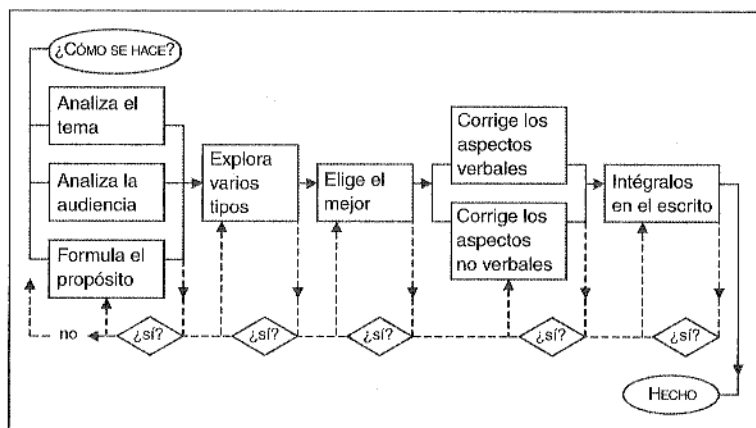 ¿CÓMO SE HACE?
Analiza el
tema
Analiza la
audiencia
Formula el
propósito
Explora
varios
tipos
Elige el
mejor
Corrige los
aspectos
verbales
Corrige los
aspectos
no verbales
Intégralos
en el escrito
no
¿sí?
¿sí?
¿sí?
¿sí?
¿sí?
HECHO